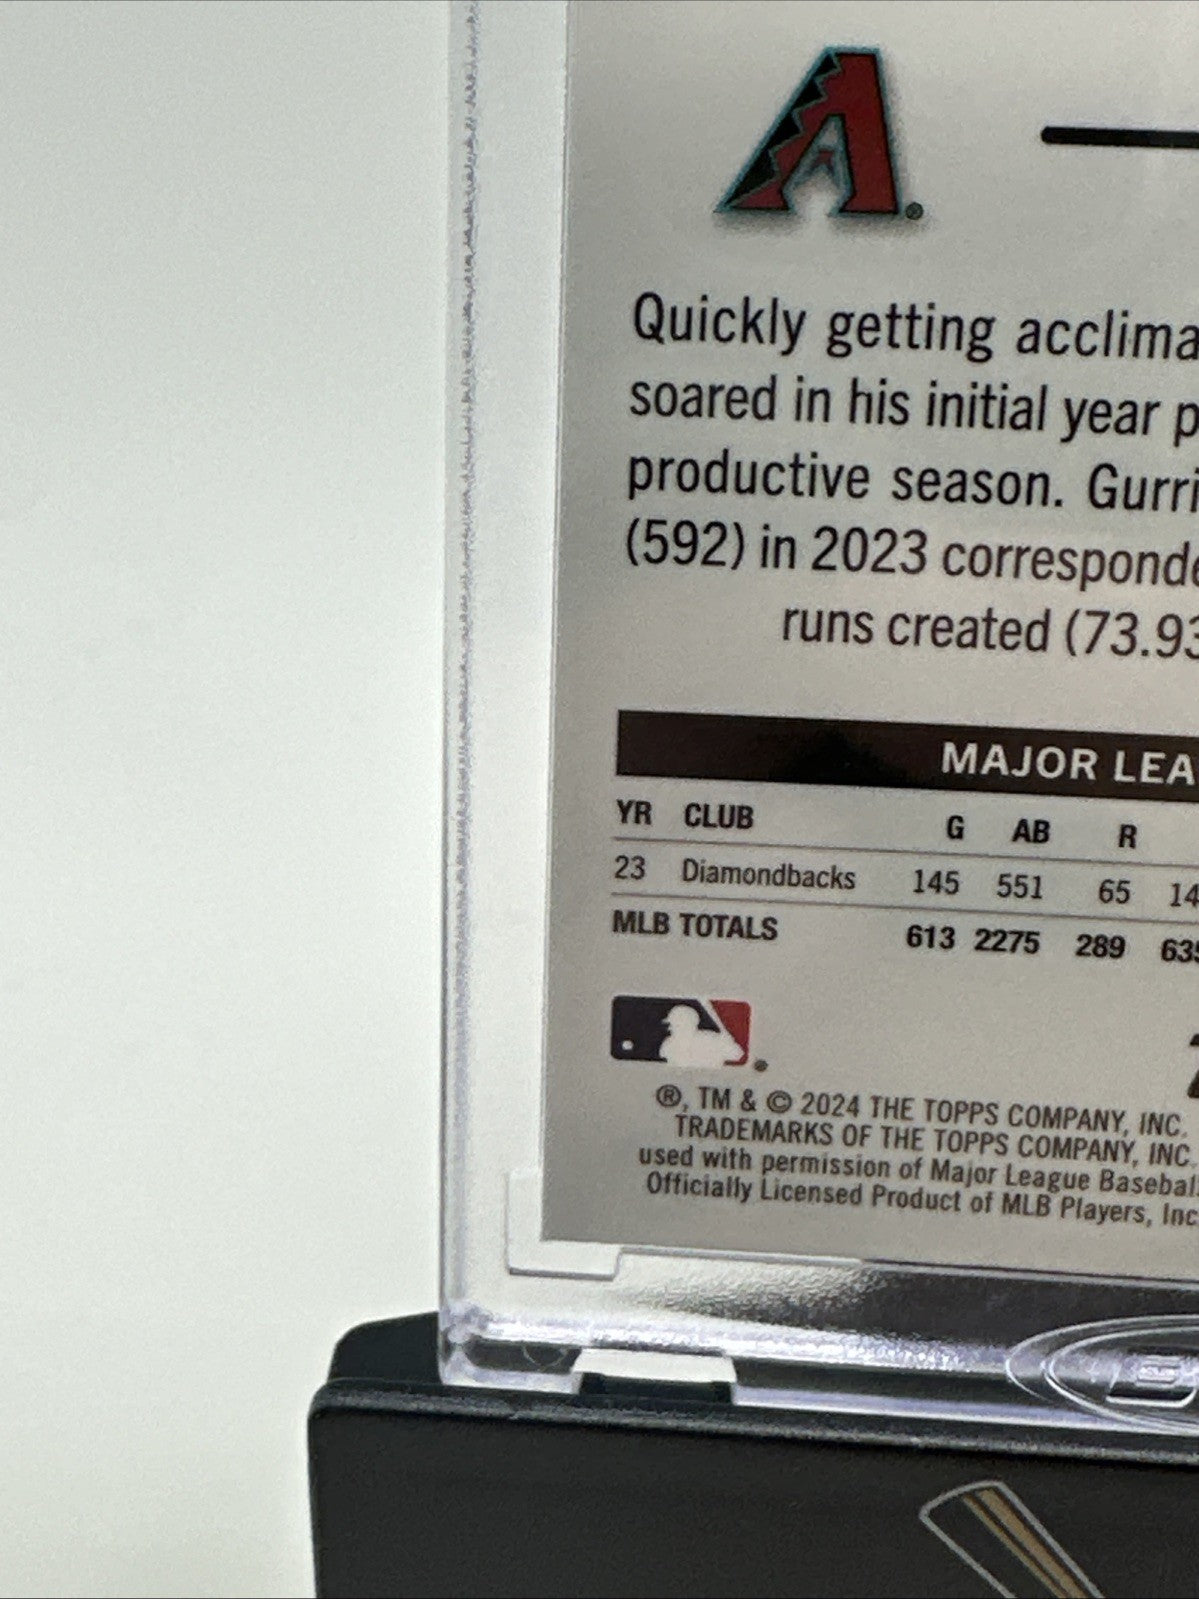 Quickly getting acclima
soared in his initial year p
productive season. Gurri
(592) in 2023 corresponde
runs created (73.93
MAJOR LEA
YR CLUB G AB R
23 Diamondbacks 145 551 65 14
MLB TOTALS 613 2275 289 635
®, TM & © 2024 THE TOPPS COMPANY, INC.
TRADEMARKS OF THE TOPPS COMPANY, INC.
used with permission of Major League Baseball
Officially Licensed Product of MLB Players, Inc